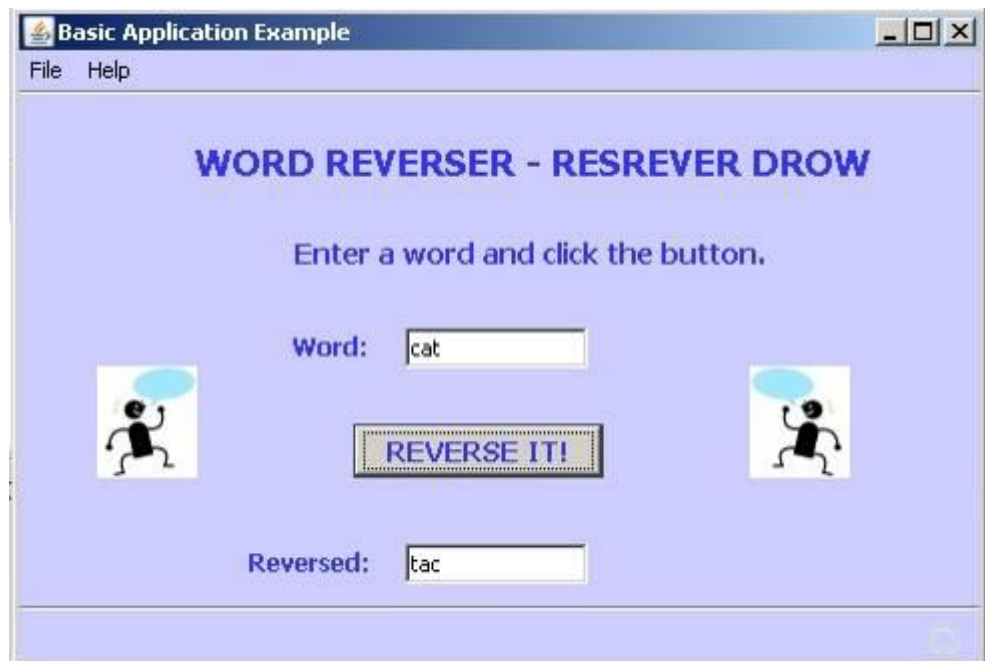 Basic Application Example
File Help
WORD REVERSER - RESREVER DROW
Enter a word and click the button.
Word: cat
REVERSE IT!
Reversed: tac